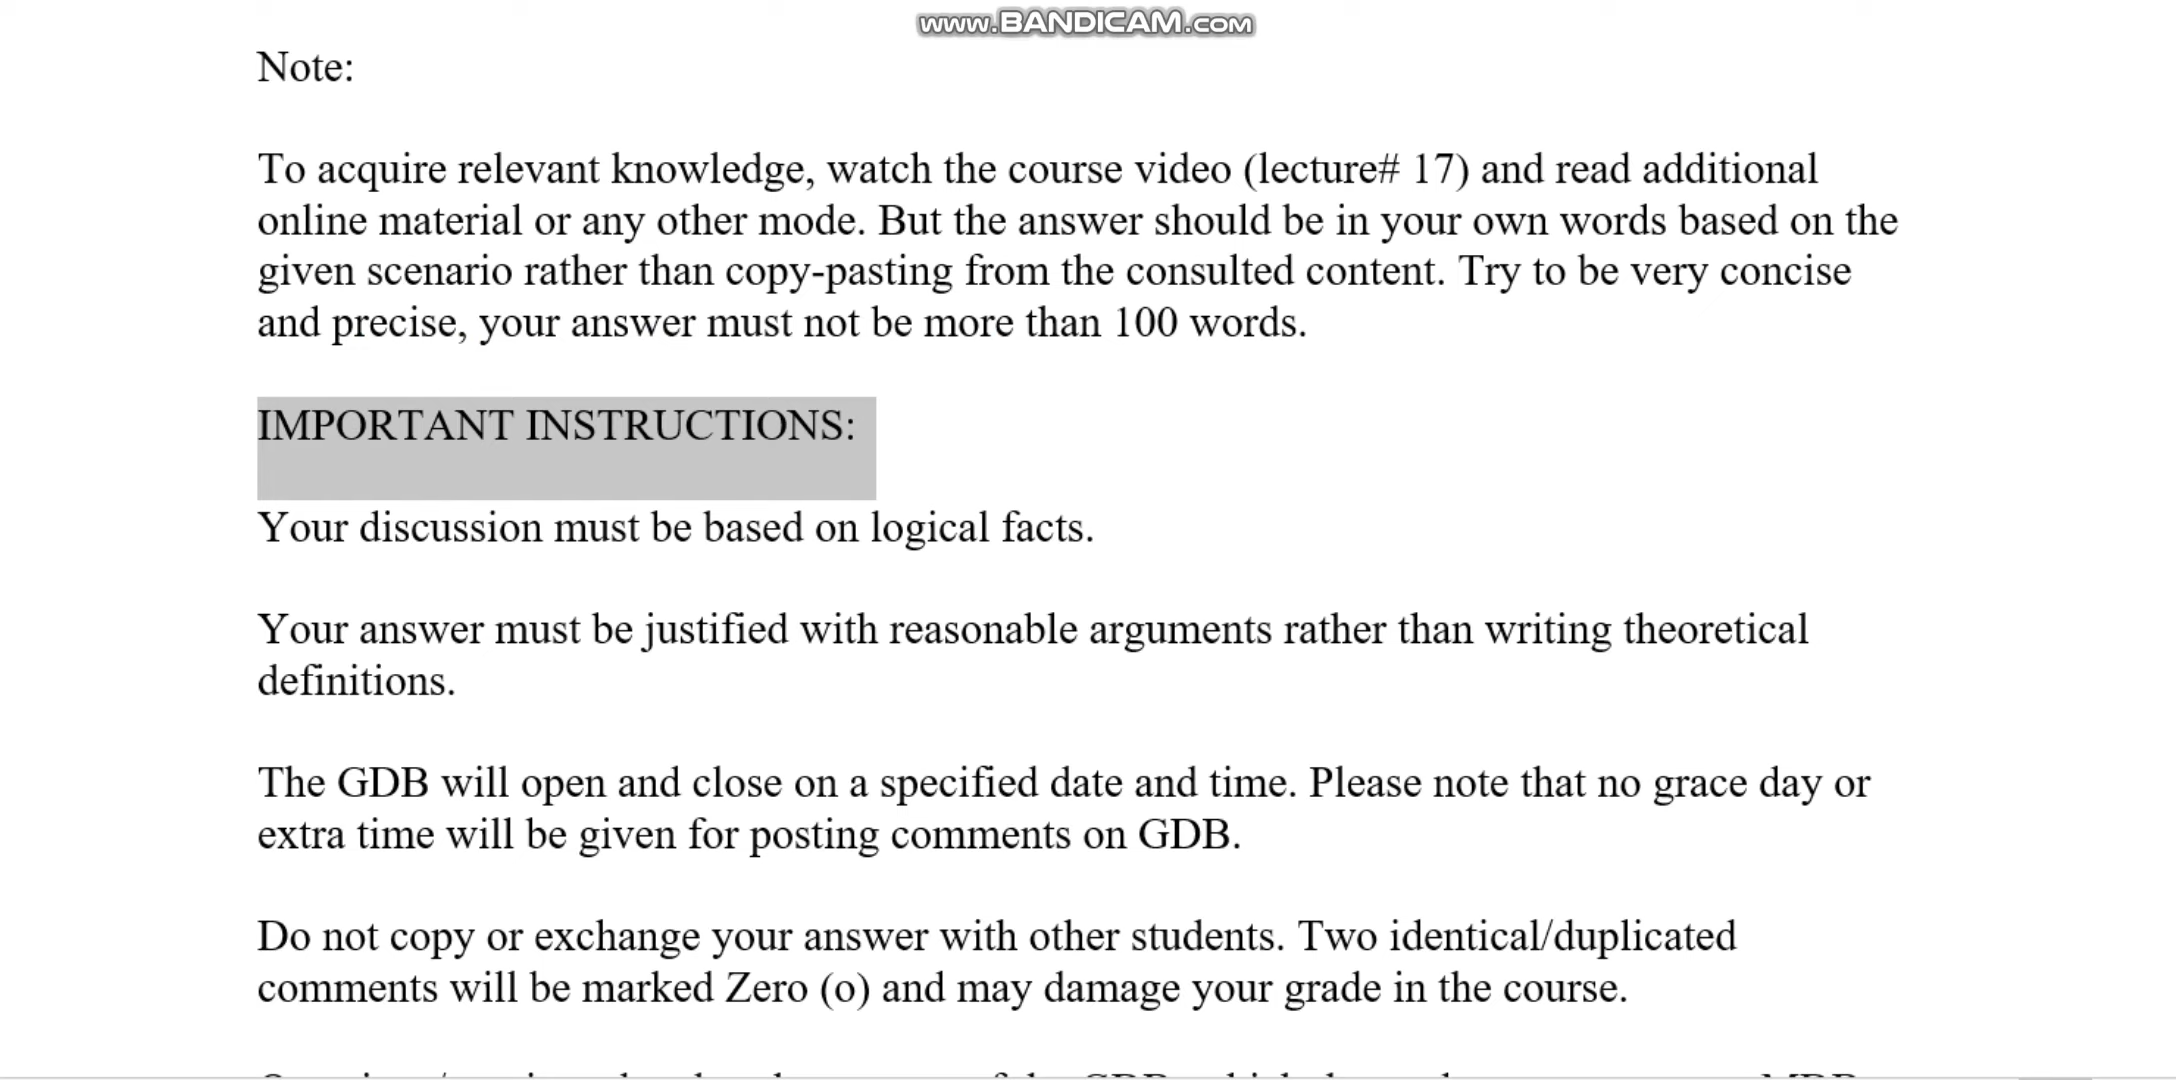 www.BANDICAM.com
Note:
To acquire relevant knowledge, watch the course video (lecture# 17) and read additional
online material or any other mode. But the answer should be in your own words based on the
given scenario rather than copy-pasting from the consulted content. Try to be very concise
and precise, your answer must not be more than 100 words.
IMPORTANT INSTRUCTIONS:
Your discussion must be based on logical facts.
Your answer must be justified with reasonable arguments rather than writing theoretical
definitions.
The GDB will open and close on a specified date and time. Please note that no grace day or
extra time will be given for posting comments on GDB.
Do not copy or exchange your answer with other students. Two identical/duplicated
comments will be marked Zero (o) and may damage your grade in the course.